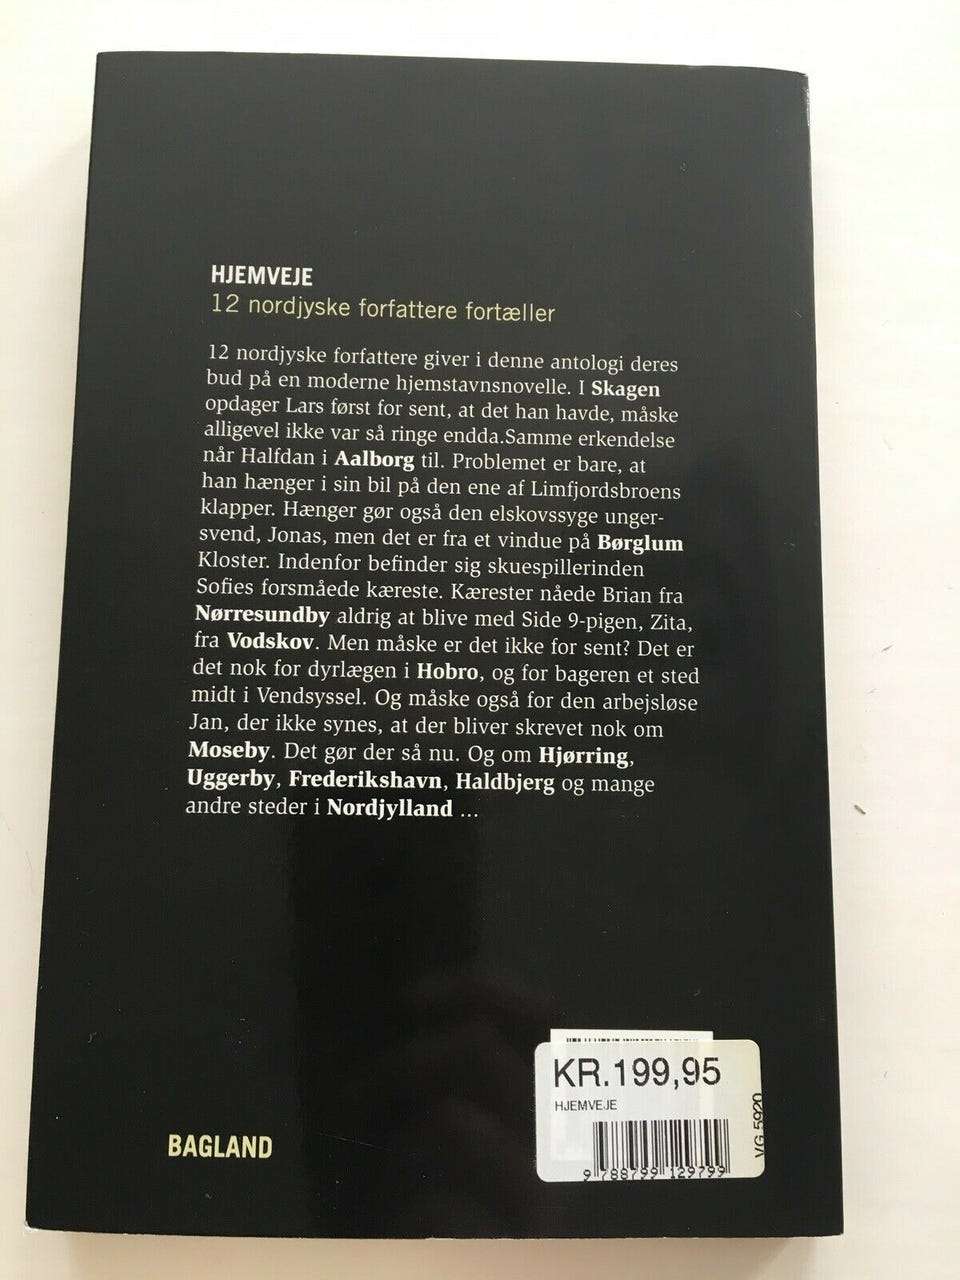 HJEMVEJE
12 nordjyske forfattere fortæller
12 nordjyske forfattere giver i denne antologi deres
bud på en moderne hjemstavnsnovelle. I Skagen
opdager Lars først for sent, at det han havde, måske
alligevel ikke var så ringe endda.Samme erkendelse
når Halfdan i Aalborg til. Problemet er bare, at
han hænger i sin bil på den ene af Limfjordsbroens
klapper. Hænger gør også den elskovssyge unger-
svend, Jonas, men det er fra et vindue på Børglum
Kloster. Indenfor befinder sig skuespillerinden
Sofies forsmåede kæreste. Kærester nåede Brian fra
Nørresundby aldrig at blive med Side 9-pigen, Zita,
fra Vodskov. Men måske er det ikke for sent? Det er
det nok for dyrlægen i Hobro, og for bageren et sted
midt i Vendsyssel. Og måske også for den arbejsløse
Jan, der ikke synes, at der bliver skrevet nok om
Moseby. Det gør der så nu. Og om Hjørring,
Uggerby, Frederikshavn, Haldbjerg og mange
andre steder i Nordjylland ...
KR.199,95
HJEMVEJE
VG 5920
9 788799 129799
BAGLAND